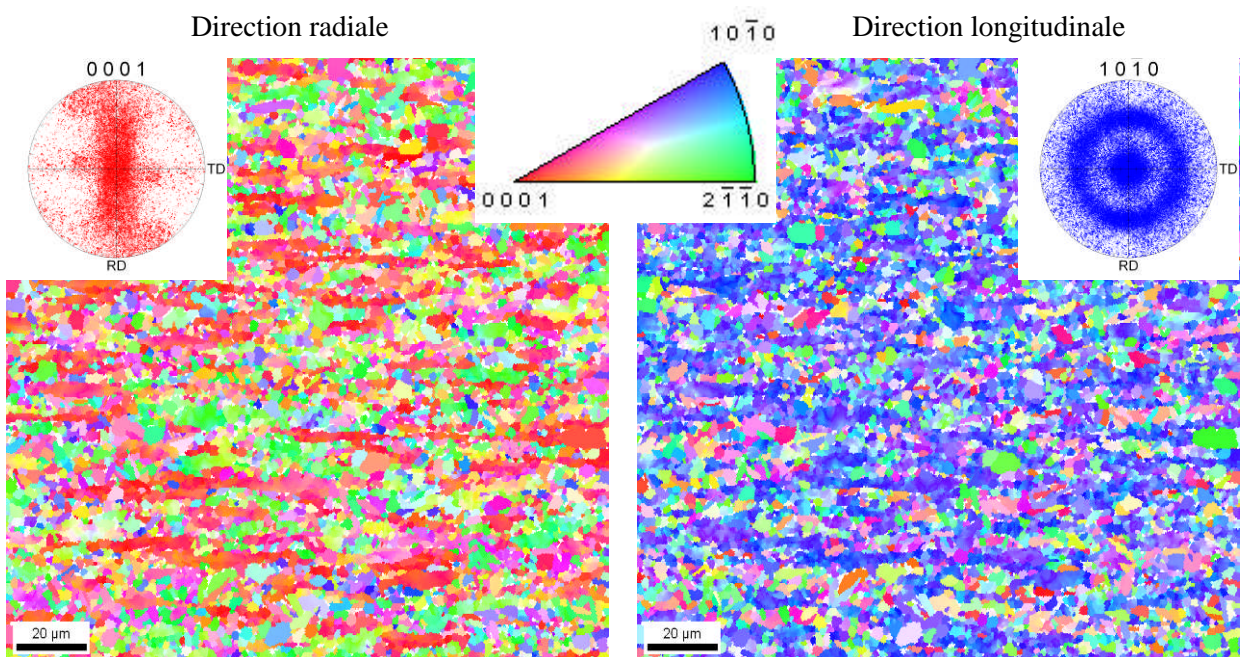 Direction radiale
Direction longitudinale
0 0 0 1
TD
RD
1 0 1̅ 0
0 0 0 1
2 1̅ 1̅ 0
1 0 1̅ 0
TD
RD
20 µm
20 µm